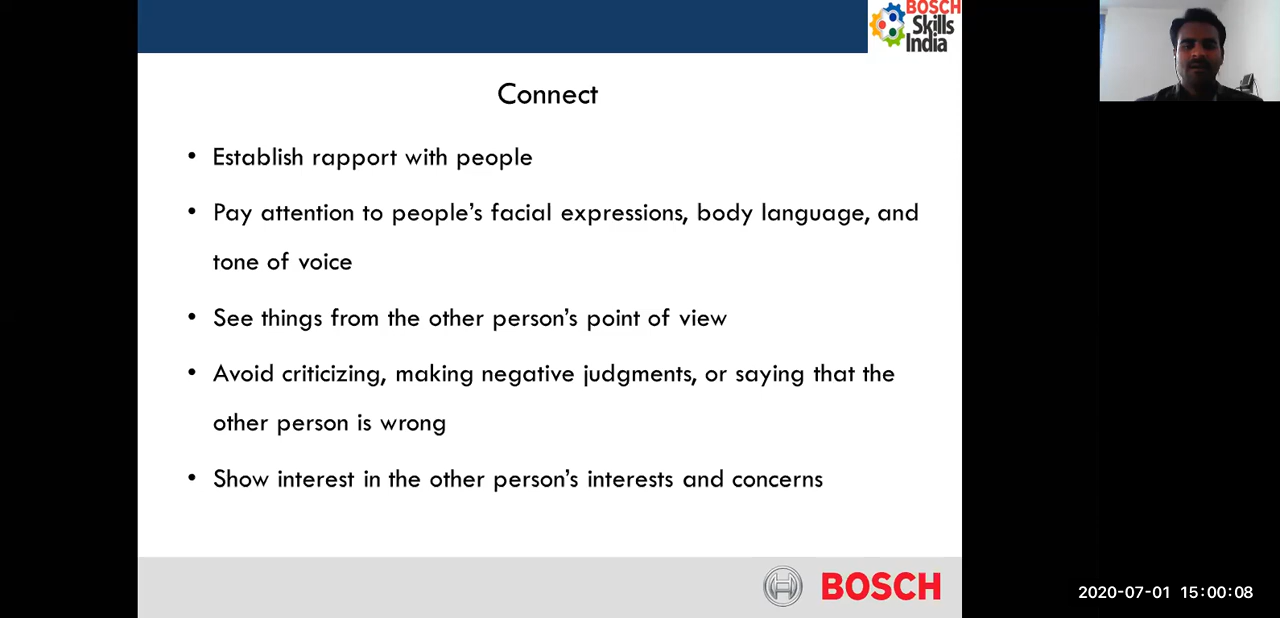 BOSCH
Skills
India
Connect
• Establish rapport with people
• Pay attention to people's facial expressions, body language, and
tone of voice
• See things from the other person's point of view
• Avoid criticizing, making negative judgments, or saying that the
other person is wrong
• Show interest in the other person's interests and concerns
BOSCH
2020-07-01 15:00:08